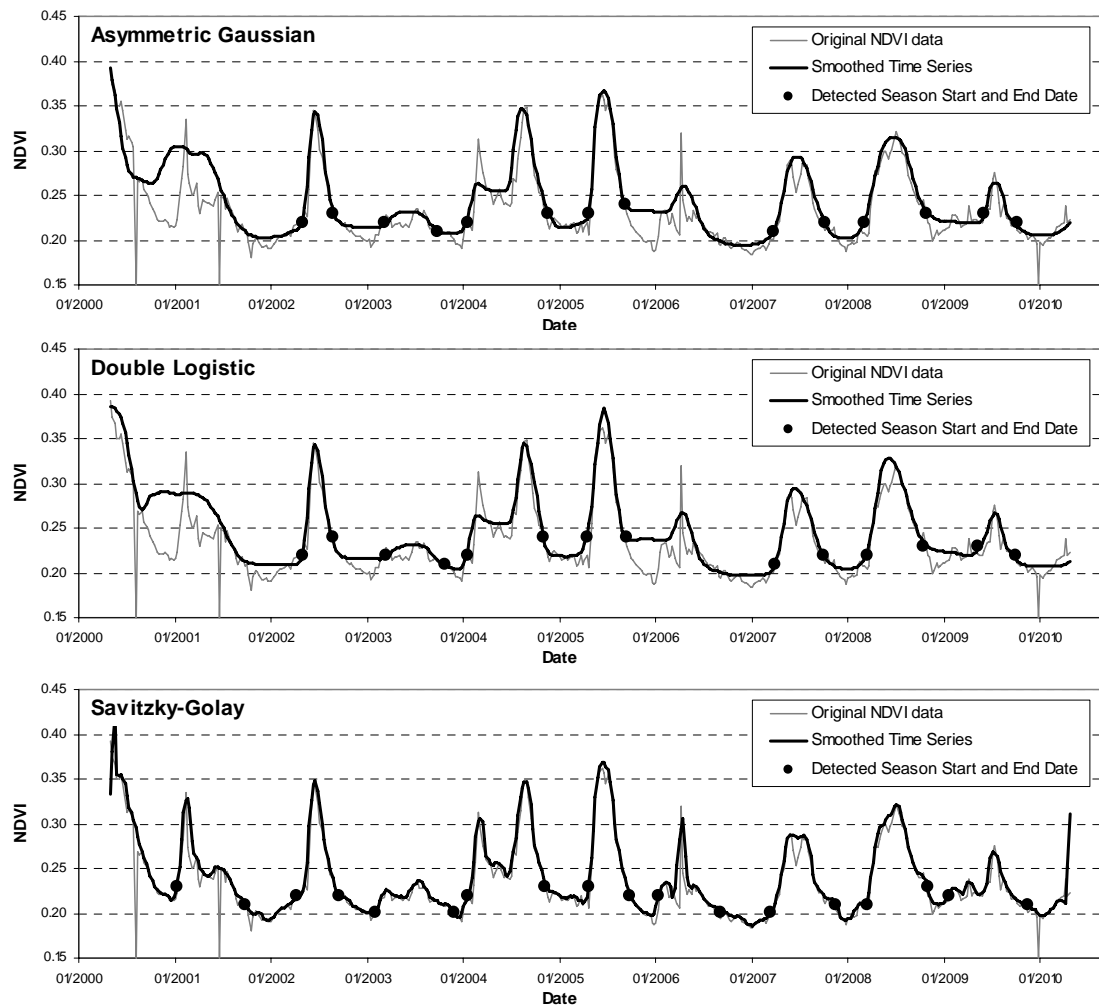 0.45
Asymmetric Gaussian
Original NDVI data
0.40
Smoothed Time Series
Detected Season Start and End Date
0.35
NDVI
0.30
0.25
0.20
0.15
01/2000 01/2001 01/2002 01/2003 01/2004 01/2005 01/2006 01/2007 01/2008 01/2009 01/2010
Date
0.45
Double Logistic
Original NDVI data
0.40
Smoothed Time Series
Detected Season Start and End Date
0.35
NDVI
0.30
0.25
0.20
0.15
01/2000 01/2001 01/2002 01/2003 01/2004 01/2005 01/2006 01/2007 01/2008 01/2009 01/2010
Date
0.45
Savitzky-Golay
Original NDVI data
0.40
Smoothed Time Series
Detected Season Start and End Date
0.35
NDVI
0.30
0.25
0.20
0.15
01/2000 01/2001 01/2002 01/2003 01/2004 01/2005 01/2006 01/2007 01/2008 01/2009 01/2010
Date